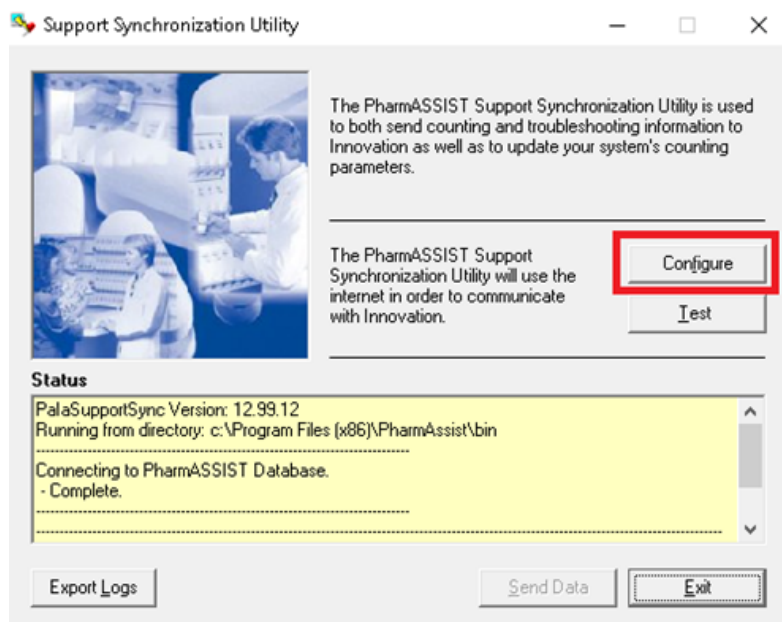 Support Synchronization Utility
The PharmASSIST Support Synchronization Utility is used
to both send counting and troubleshooting information to
Innovation as well as to update your system's counting
parameters.
The PharmASSIST Support
Synchronization Utility will use the
internet in order to communicate
with Innovation.
Configure
Test
Status
PalaSupportSync Version: 12.99.12
Running from directory: c:\Program Files (x86)\PharmAssist\bin
Connecting to PharmASSIST Database.
- Complete.
Export Logs
Send Data
Exit